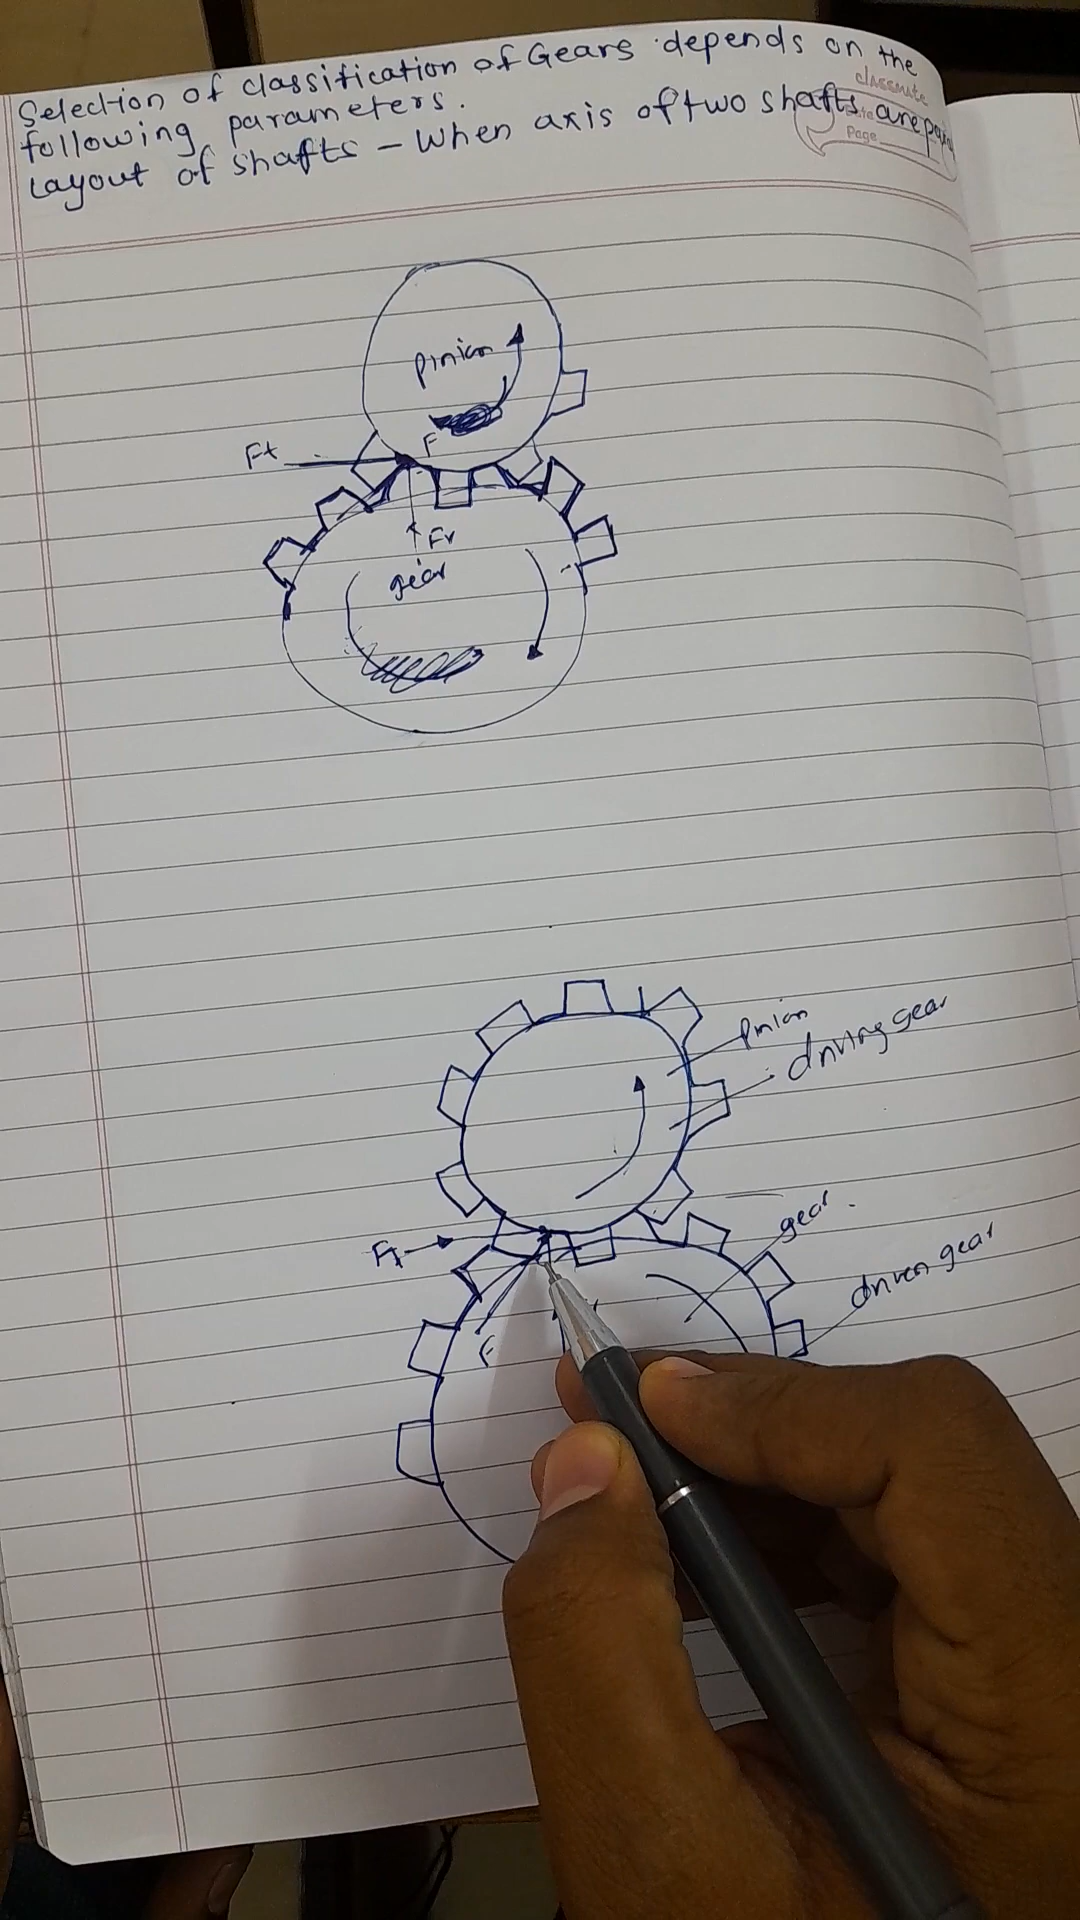 Selection of classification of Gears depends on the
following parameters.
Layout of shafts - When axis of two shafts are
classmate
Page
pinion
F
Ft
Fr
gear
Pinion
driving gear
Ft
gear
driven gear
F